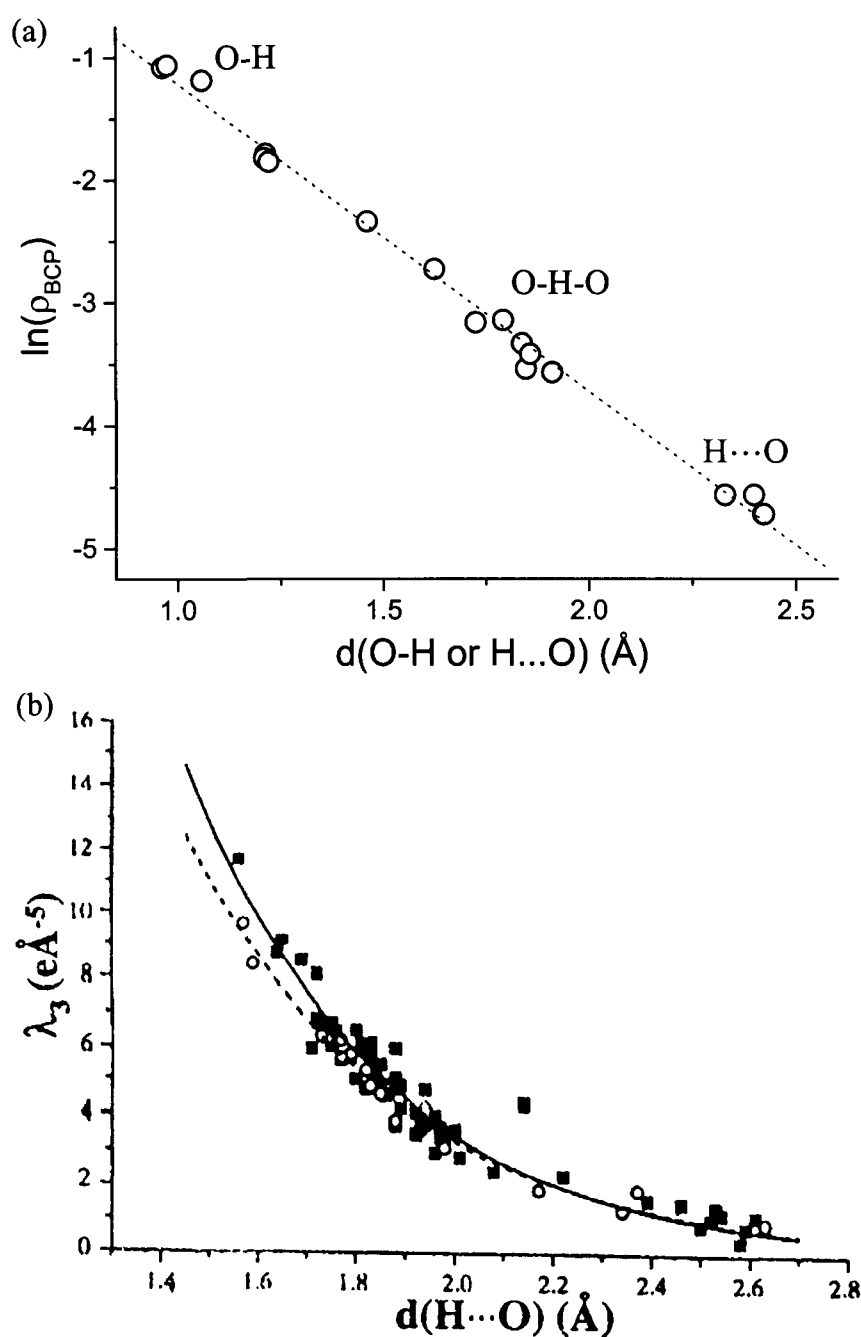 (a)
-1
-2
-3
-4
-5
ln(ρBCP)
O-H
O-H-O
H···O
1.0 1.5 2.0 2.5
d(O-H or H...O) (Å)
(b)
16
14
12
10
8
6
4
2
0
λ3 (eÅ-5)
1.4 1.6 1.8 2.0 2.2 2.4 2.6 2.8
d(H···O) (Å)